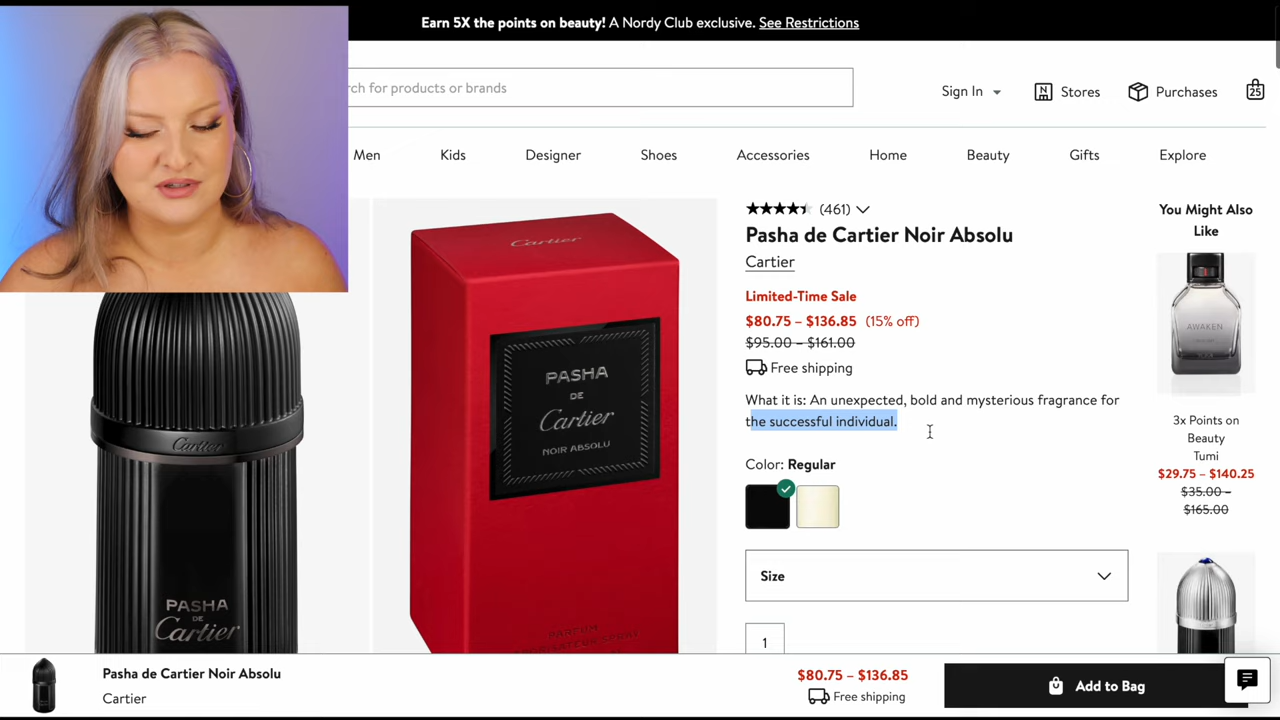 Earn 5X the points on beauty! A Nordy Club exclusive. See Restrictions
rch for products or brands
Sign In
Stores
Purchases
25
Men
Kids
Designer
Shoes
Accessories
Home
Beauty
Gifts
Explore
(461)
Pasha de Cartier Noir Absolu
Cartier
Limited-Time Sale
$80.75 – $136.85 (15% off)
$95.00 – $161.00
Free shipping
What it is: An unexpected, bold and mysterious fragrance for
the successful individual.
Color: Regular
Size
1
You Might Also
Like
AWAKEN
3x Points on
Beauty
Tumi
$29.75 – $140.25
$35.00 –
$165.00
Cartier
PASHA
DE
Cartier
Cartier
PASHA
DE
Cartier
NOIR ABSOLU
PARFUM
Pasha de Cartier Noir Absolu
Cartier
$80.75 – $136.85
Free shipping
Add to Bag